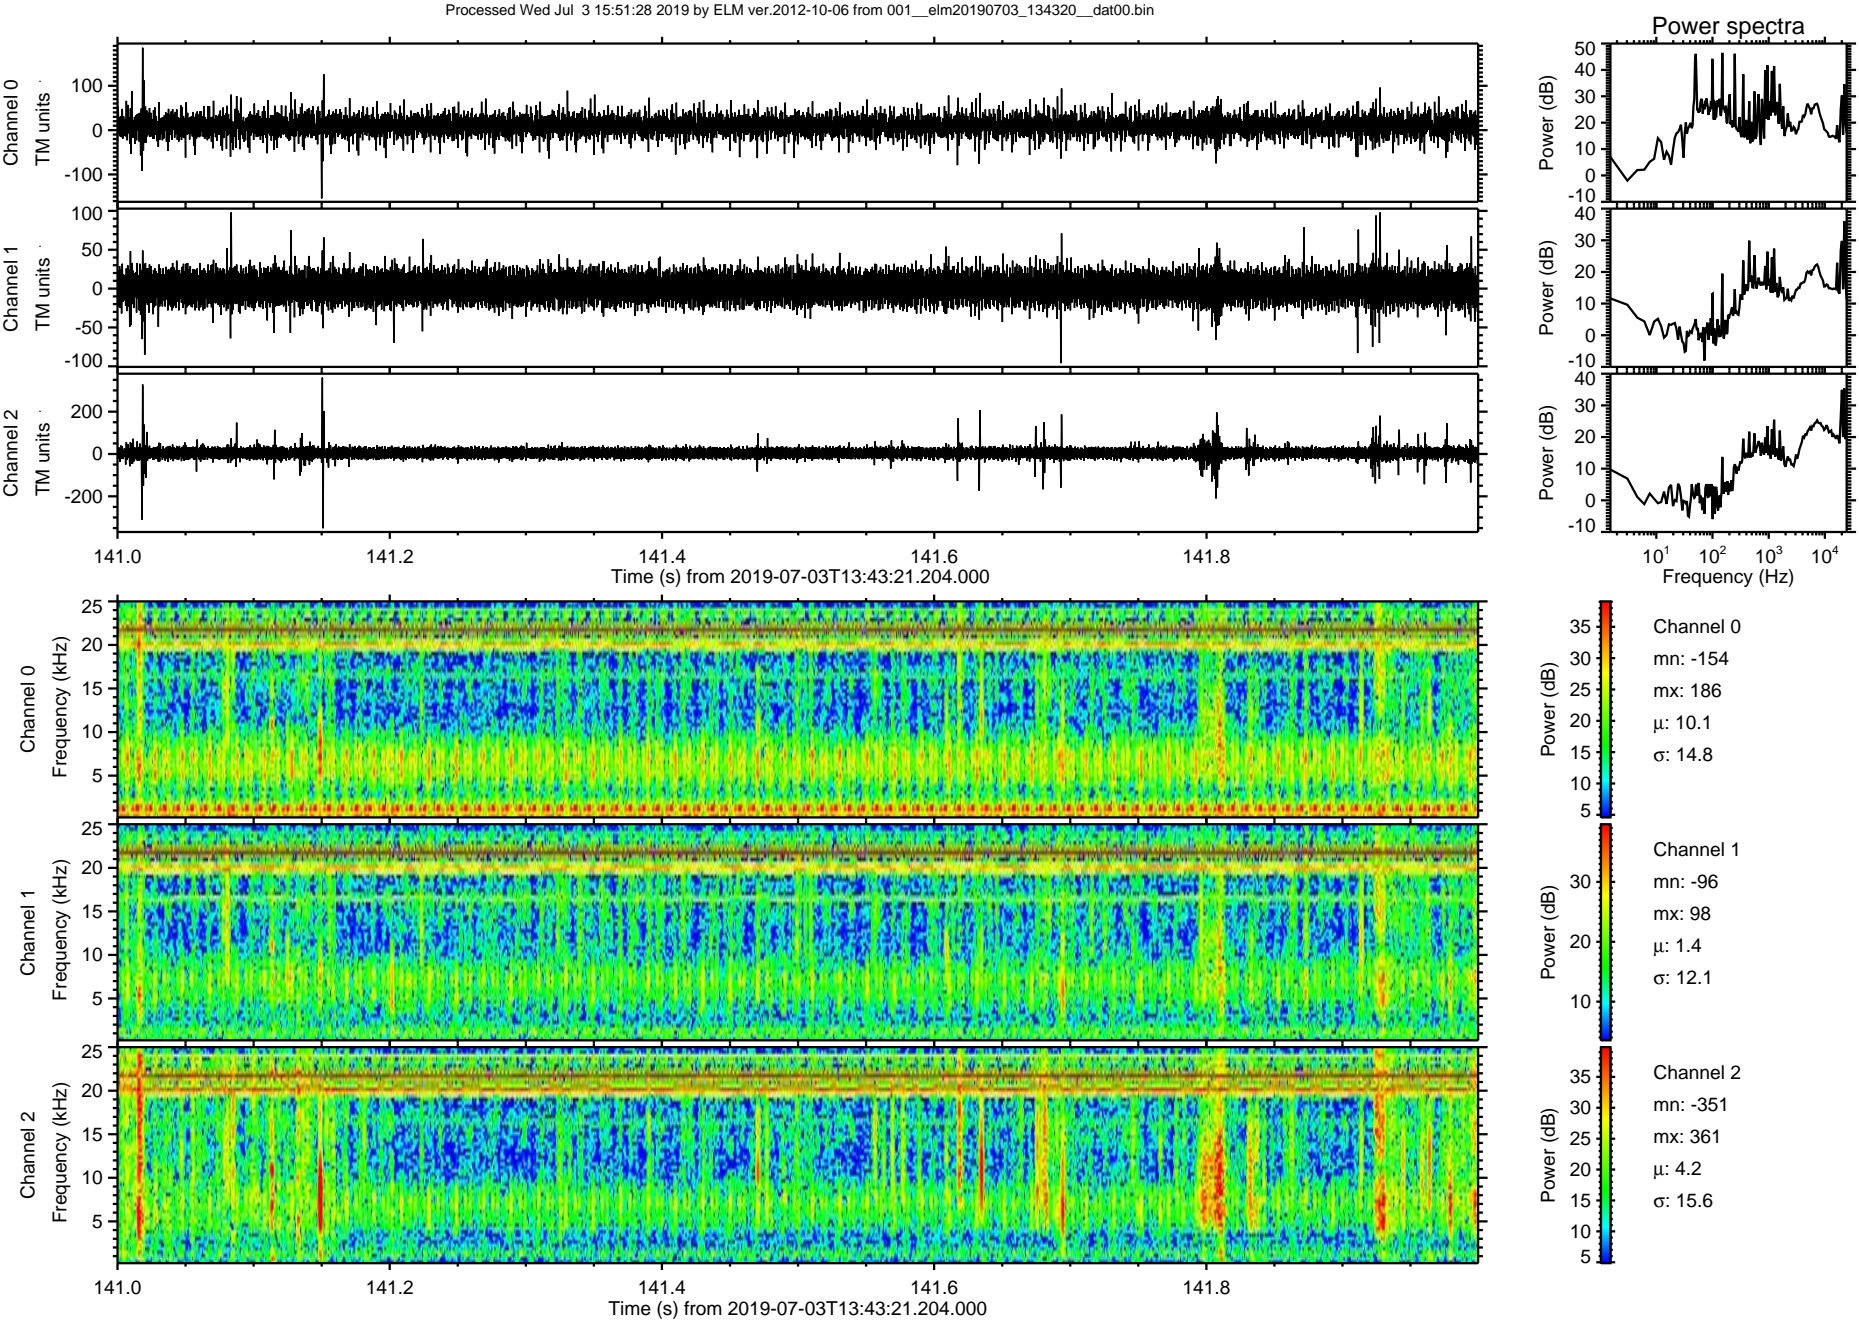 Processed Wed Jul  3 15:51:28 2019 by ELM ver.2012-10-06 from 001__elm20190703_134320__dat00.bin
Power spectra
Channel 0
TM units
100
0
-100
Power (dB)
50
40
30
20
10
0
-10
Channel 1
TM units
100
50
0
-50
-100
Power (dB)
40
30
20
10
0
-10
Channel 2
TM units
200
0
-200
Power (dB)
40
30
20
10
0
-10
141.0 141.2 141.4 141.6 141.8
Time (s) from 2019-07-03T13:43:21.204.000
10¹ 10² 10³ 10⁴
Frequency (Hz)
Channel 0
Frequency (kHz)
25
20
15
10
5
Power (dB)
35
30
25
20
15
10
5
Channel 0
mn: -154
mx: 186
µ: 10.1
σ: 14.8
Channel 1
Frequency (kHz)
25
20
15
10
5
Power (dB)
30
20
10
Channel 1
mn: -96
mx: 98
µ: 1.4
σ: 12.1
Channel 2
Frequency (kHz)
25
20
15
10
5
Power (dB)
35
30
25
20
15
10
5
Channel 2
mn: -351
mx: 361
µ: 4.2
σ: 15.6
141.0 141.2 141.4 141.6 141.8
Time (s) from 2019-07-03T13:43:21.204.000